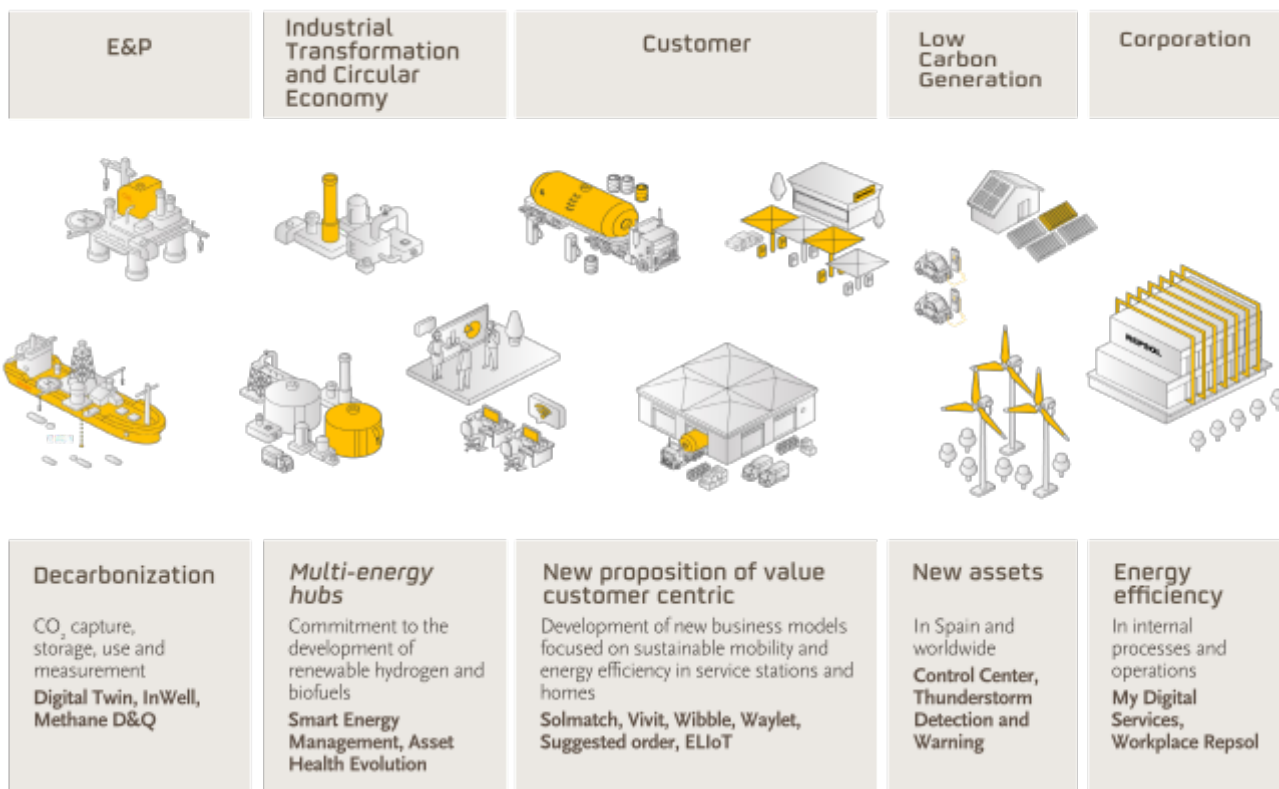 E&P
Industrial
Transformation
and Circular
Economy
Customer
Low
Carbon
Generation
Corporation
REPSOL
Decarbonization
CO₂ capture,
storage, use and
measurement
Digital Twin, InWell,
Methane D&Q
Multi-energy
hubs
Commitment to the
development of
renewable hydrogen and
biofuels
Smart Energy
Management, Asset
Health Evolution
New proposition of value
customer centric
Development of new business models
focused on sustainable mobility and
energy efficiency in service stations and
homes
Solmatch, Vivit, Wibble, Waylet,
Suggested order, ELIoT
New assets
In Spain and
worldwide
Control Center,
Thunderstorm
Detection and
Warning
Energy
efficiency
In internal
processes and
operations
My Digital
Services,
Workplace Repsol